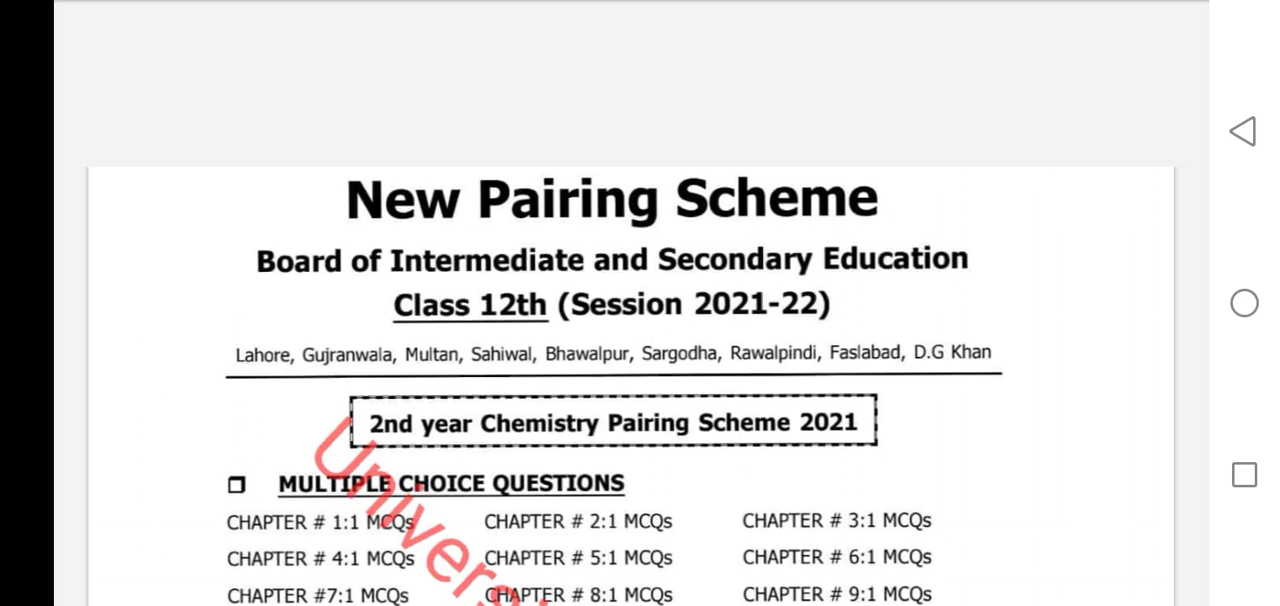 New Pairing Scheme
Board of Intermediate and Secondary Education
Class 12th (Session 2021-22)
Lahore, Gujranwala, Multan, Sahiwal, Bhawalpur, Sargodha, Rawalpindi, Faslabad, D.G Khan
2nd year Chemistry Pairing Scheme 2021
MULTIPLE CHOICE QUESTIONS
CHAPTER # 1:1 MCQs CHAPTER # 2:1 MCQs CHAPTER # 3:1 MCQs
CHAPTER # 4:1 MCQs CHAPTER # 5:1 MCQs CHAPTER # 6:1 MCQs
CHAPTER #7:1 MCQs CHAPTER # 8:1 MCQs CHAPTER # 9:1 MCQs
Univers